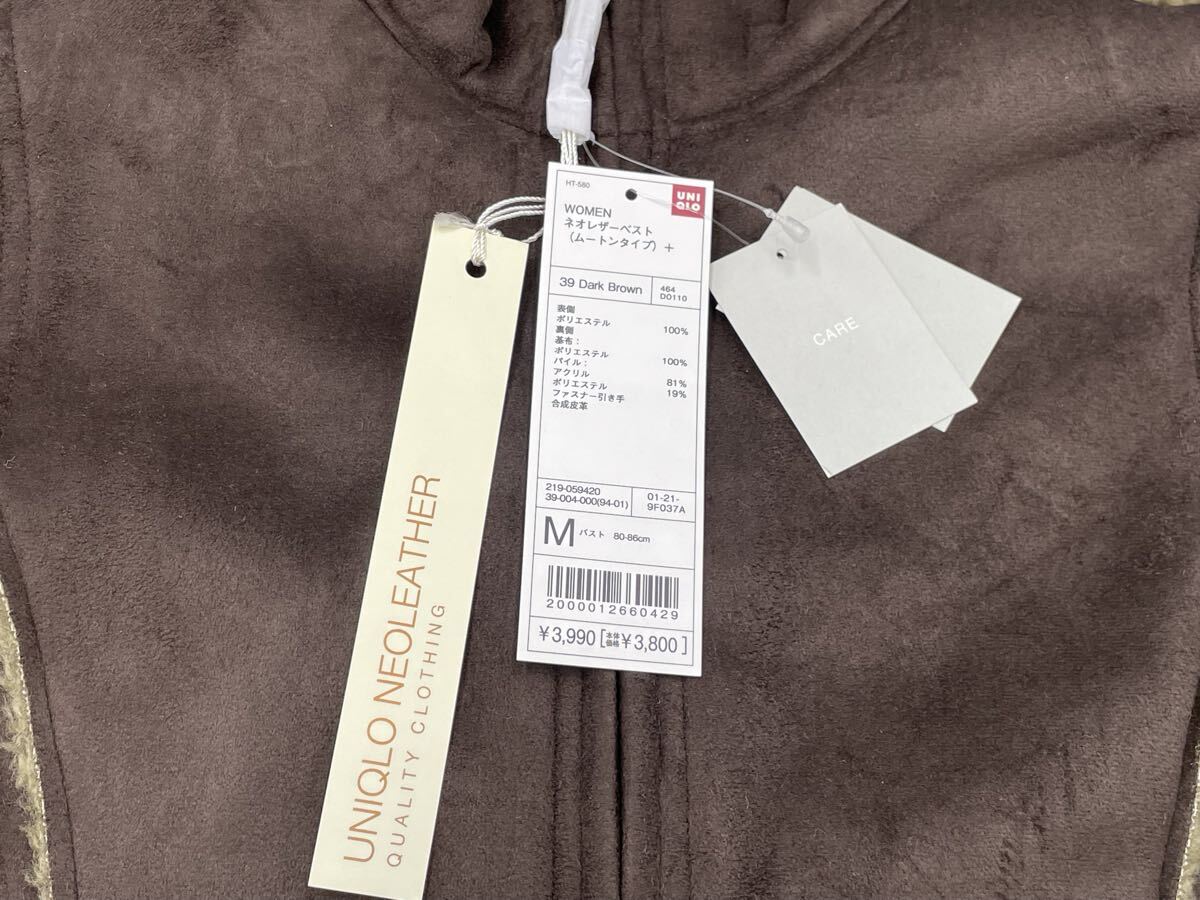 HT-560
UNI
QLO
WOMEN
ネオレザーベスト
（ムートンタイプ）＋
39 Dark Brown
464
D0110
表側
ポリエステル 100%
裏側
基布：
ポリエステル 100%
パイル：
アクリル 81%
ポリエステル 19%
ファスナー引き手
合成皮革
219-059420
39-004-000(94-01)
01-21-
9F037A
M バスト 80-86cm
2000012660429
¥3,990[本体価格¥3,800]
UNIQLO NEOLEATHER
QUALITY CLOTHING
CARE